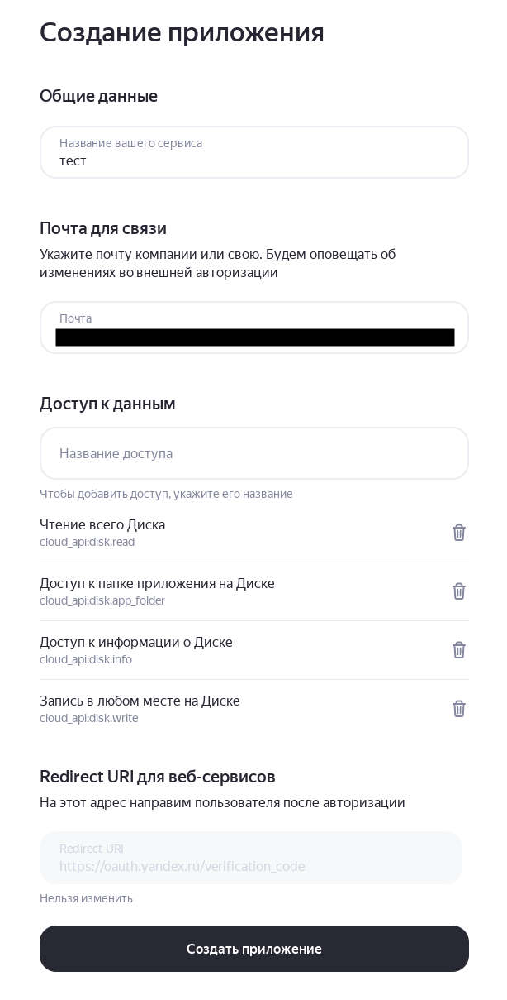 Создание приложения
Общие данные
Название вашего сервиса
тест
Почта для связи
Укажите почту компании или свою. Будем оповещать об
изменениях во внешней авторизации
Почта
Доступ к данным
Название доступа
Чтобы добавить доступ, укажите его название
Чтение всего Диска
cloud_api:disk.read
Доступ к папке приложения на Диске
cloud_api:disk.app_folder
Доступ к информации о Диске
cloud_api:disk.info
Запись в любом месте на Диске
cloud_api:disk.write
Redirect URI для веб-сервисов
На этот адрес направим пользователя после авторизации
Redirect URI
https://oauth.yandex.ru/verification_code
Нельзя изменить
Создать приложение